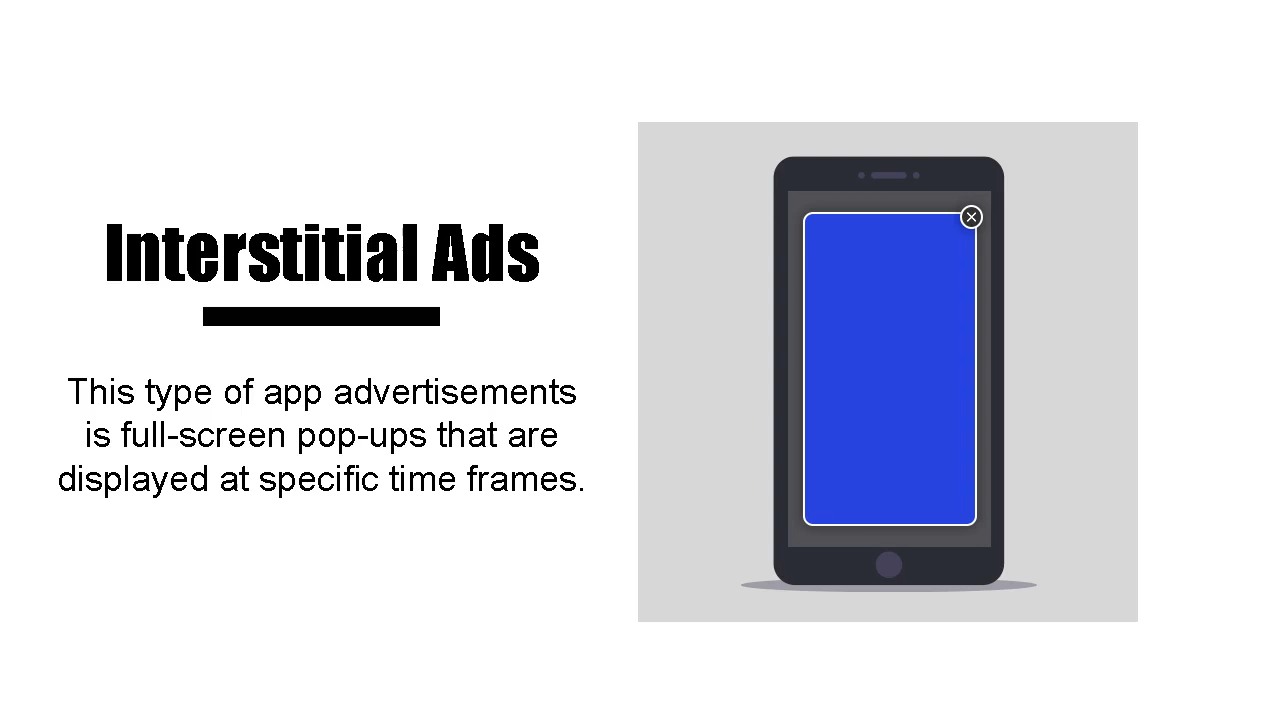 Interstitial Ads
This type of app advertisements
is full-screen pop-ups that are
displayed at specific time frames.